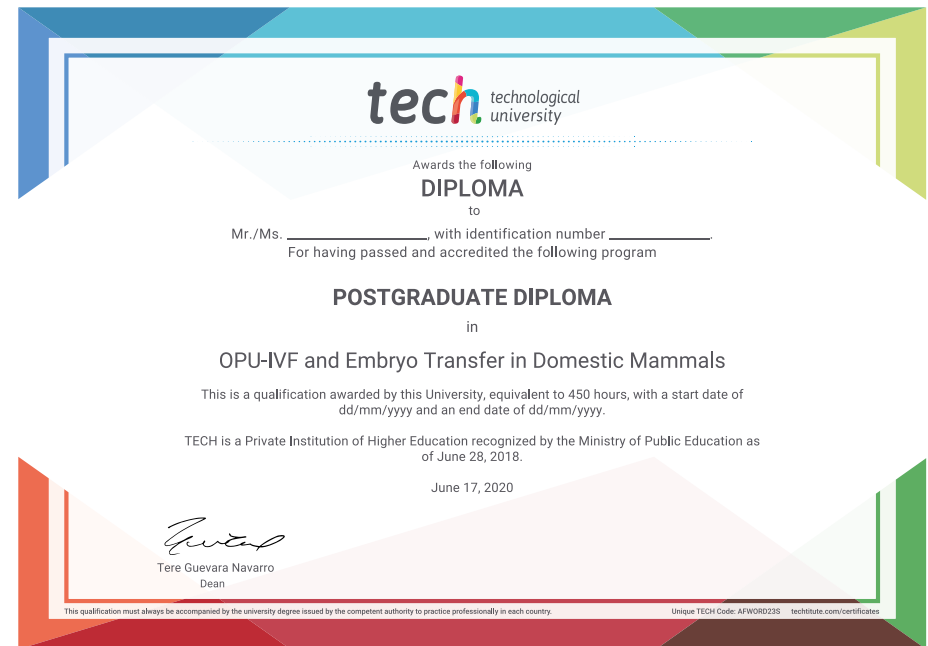 tech technological
university
Awards the following
DIPLOMA
to
Mr./Ms. ____________________, with identification number ______________.
For having passed and accredited the following program
POSTGRADUATE DIPLOMA
in
OPU-IVF and Embryo Transfer in Domestic Mammals
This is a qualification awarded by this University, equivalent to 450 hours, with a start date of
dd/mm/yyyy and an end date of dd/mm/yyyy.
TECH is a Private Institution of Higher Education recognized by the Ministry of Public Education as
of June 28, 2018.
June 17, 2020
Tere Guevara Navarro
Dean
This qualification must always be accompanied by the university degree issued by the competent authority to practice professionally in each country. Unique TECH Code: AFWORD23S techtitute.com/certificates